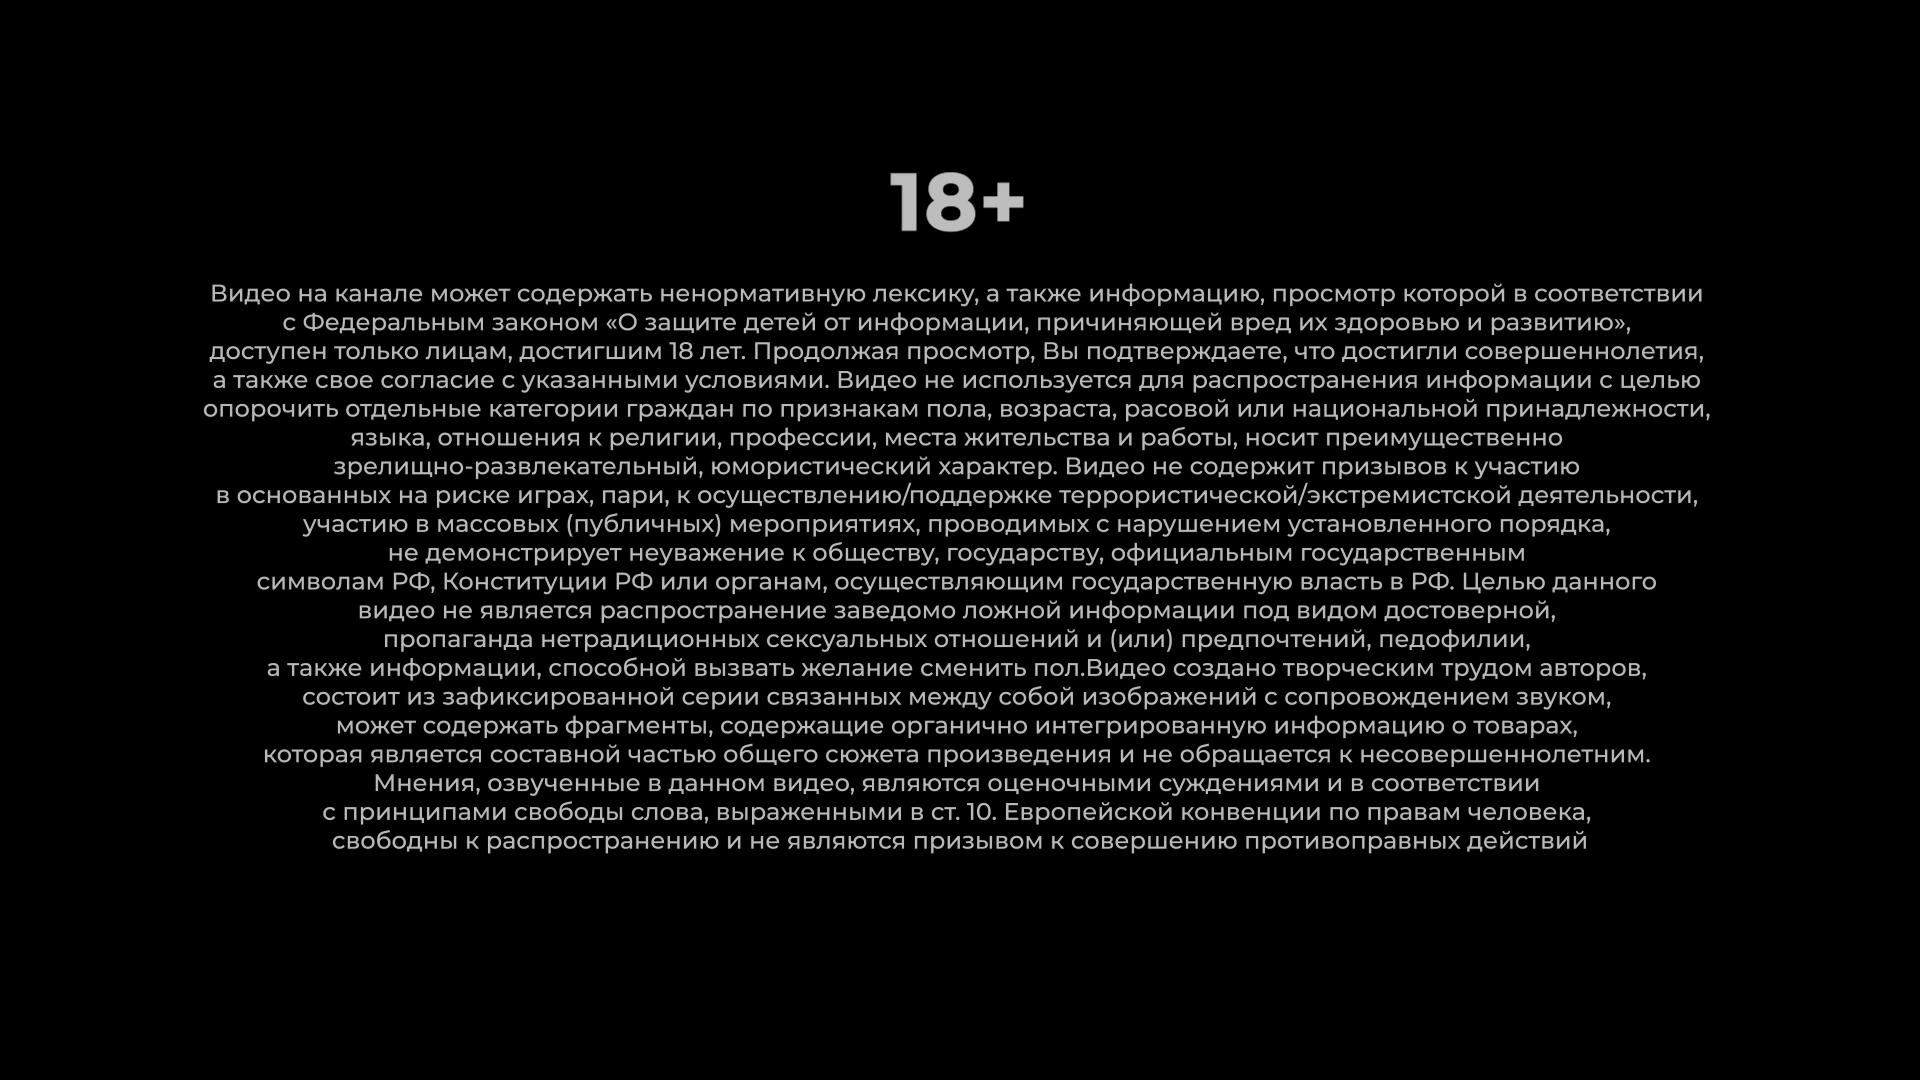 18+
Видео на канале может содержать ненормативную лексику, а также информацию, просмотр которой в соответствии
с Федеральным законом «О защите детей от информации, причиняющей вред их здоровью и развитию»,
доступен только лицам, достигшим 18 лет. Продолжая просмотр, Вы подтверждаете, что достигли совершеннолетия,
а также свое согласие с указанными условиями. Видео не используется для распространения информации с целью
опорочить отдельные категории граждан по признакам пола, возраста, расовой или национальной принадлежности,
языка, отношения к религии, профессии, места жительства и работы, носит преимущественно
зрелищно-развлекательный, юмористический характер. Видео не содержит призывов к участию
в основанных на риске играх, пари, к осуществлению/поддержке террористической/экстремистской деятельности,
участию в массовых (публичных) мероприятиях, проводимых с нарушением установленного порядка,
не демонстрирует неуважение к обществу, государству, официальным государственным
символам РФ, Конституции РФ или органам, осуществляющим государственную власть в РФ. Целью данного
видео не является распространение заведомо ложной информации под видом достоверной,
пропаганда нетрадиционных сексуальных отношений и (или) предпочтений, педофилии,
а также информации, способной вызвать желание сменить пол.Видео создано творческим трудом авторов,
состоит из зафиксированной серии связанных между собой изображений с сопровождением звуком,
может содержать фрагменты, содержащие органично интегрированную информацию о товарах,
которая является составной частью общего сюжета произведения и не обращается к несовершеннолетним.
Мнения, озвученные в данном видео, являются оценочными суждениями и в соответствии
с принципами свободы слова, выраженными в ст. 10. Европейской конвенции по правам человека,
свободны к распространению и не являются призывом к совершению противоправных действий